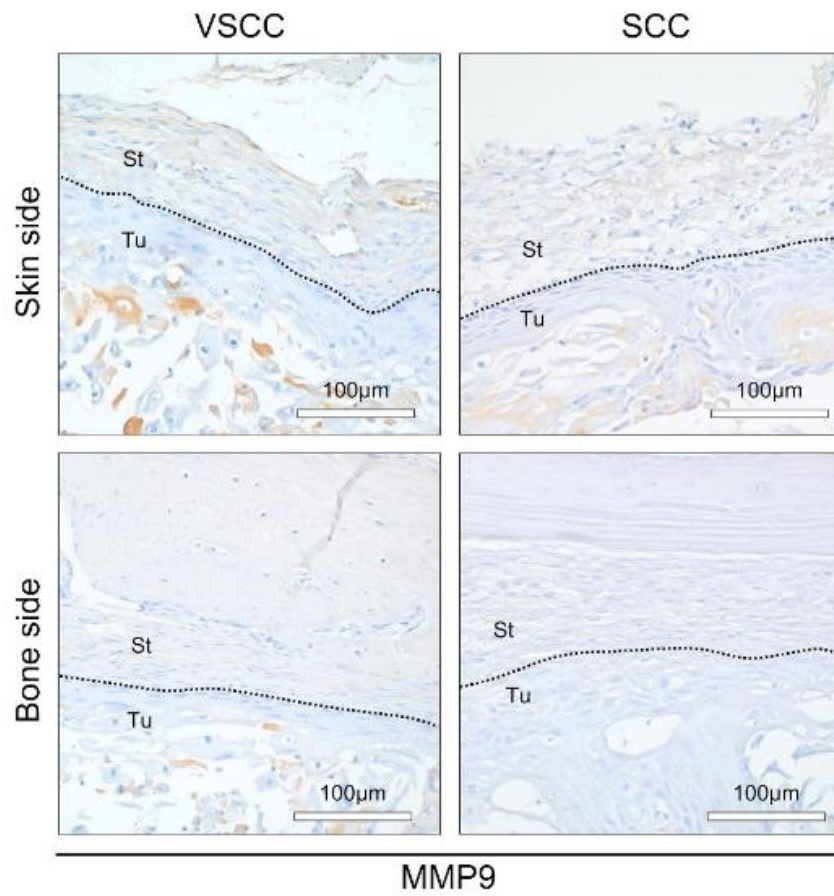 VSCC
SCC
Skin side
St
Tu
100μm
St
Tu
100μm
Bone side
St
Tu
100μm
St
Tu
100μm
MMP9